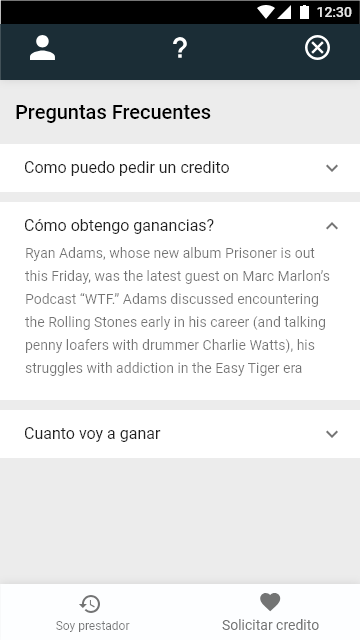 12:30
?
Preguntas Frecuentes
Como puedo pedir un credito
Cómo obtengo ganancias?
Ryan Adams, whose new album Prisoner is out
this Friday, was the latest guest on Marc Marlon's
Podcast “WTF.” Adams discussed encountering
the Rolling Stones early in his career (and talking
penny loafers with drummer Charlie Watts), his
struggles with addiction in the Easy Tiger era
Cuanto voy a ganar
Soy prestador
Solicitar credito